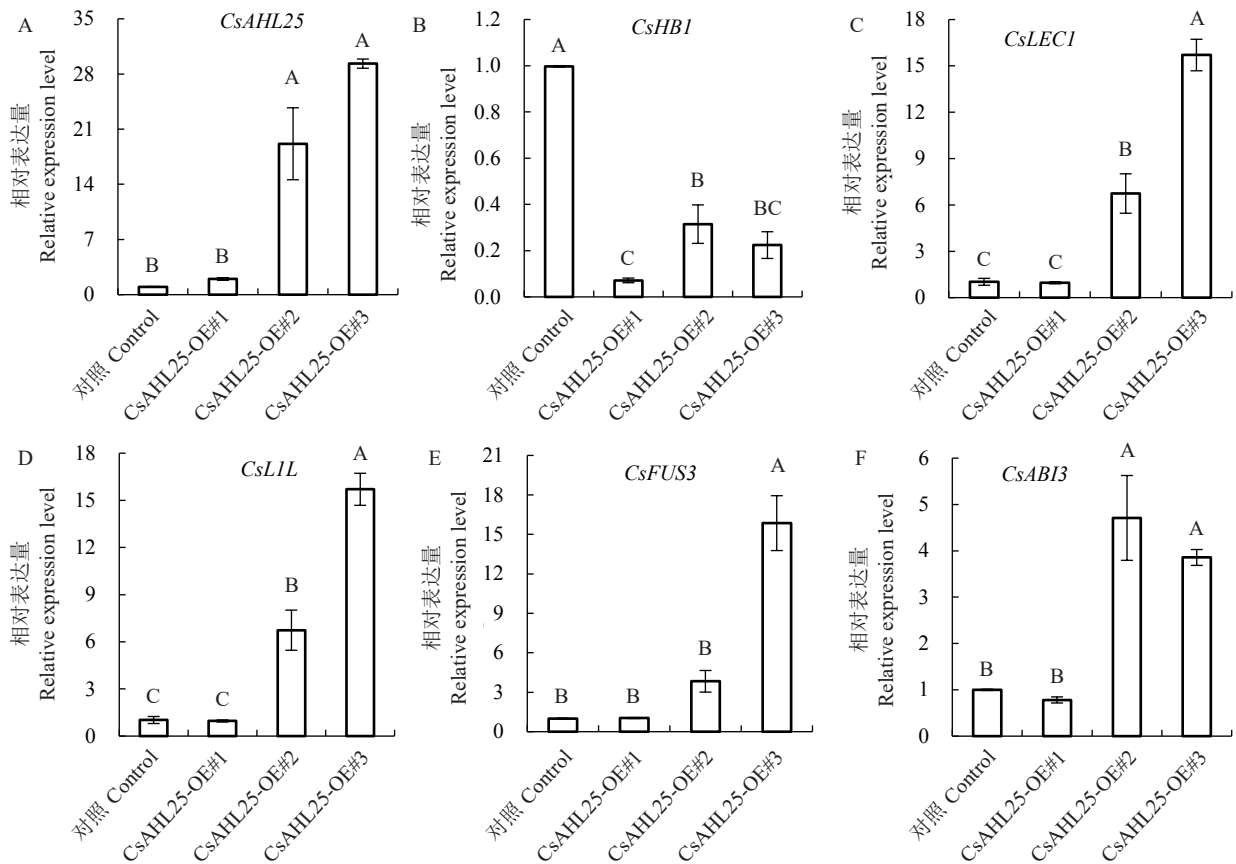 A
CsAHL25
相对表达量
Relative expression level
35
28
21
14
7
0
B
B
A
A
对照 Control
CsAHL25-OE#1
CsAHL25-OE#2
CsAHL25-OE#3
B
CsHB1
相对表达量
Relative expression level
1.2
1.0
0.8
0.6
0.4
0.2
0.0
A
C
B
BC
对照 Control
CsAHL25-OE#1
CsAHL25-OE#2
CsAHL25-OE#3
C
CsLEC1
相对表达量
Relative expression level
18
15
12
9
6
3
0
C
C
B
A
对照 Control
CsAHL25-OE#1
CsAHL25-OE#2
CsAHL25-OE#3
D
CsL1L
相对表达量
Relative expression level
18
15
12
9
6
3
0
C
C
B
A
对照 Control
CsAHL25-OE#1
CsAHL25-OE#2
CsAHL25-OE#3
E
CsFUS3
相对表达量
Relative expression level
21
18
15
12
9
6
3
0
B
B
B
A
对照 Control
CsAHL25-OE#1
CsAHL25-OE#2
CsAHL25-OE#3
F
CsABI3
相对表达量
Relative expression level
6
5
4
3
2
1
0
B
B
A
A
对照 Control
CsAHL25-OE#1
CsAHL25-OE#2
CsAHL25-OE#3